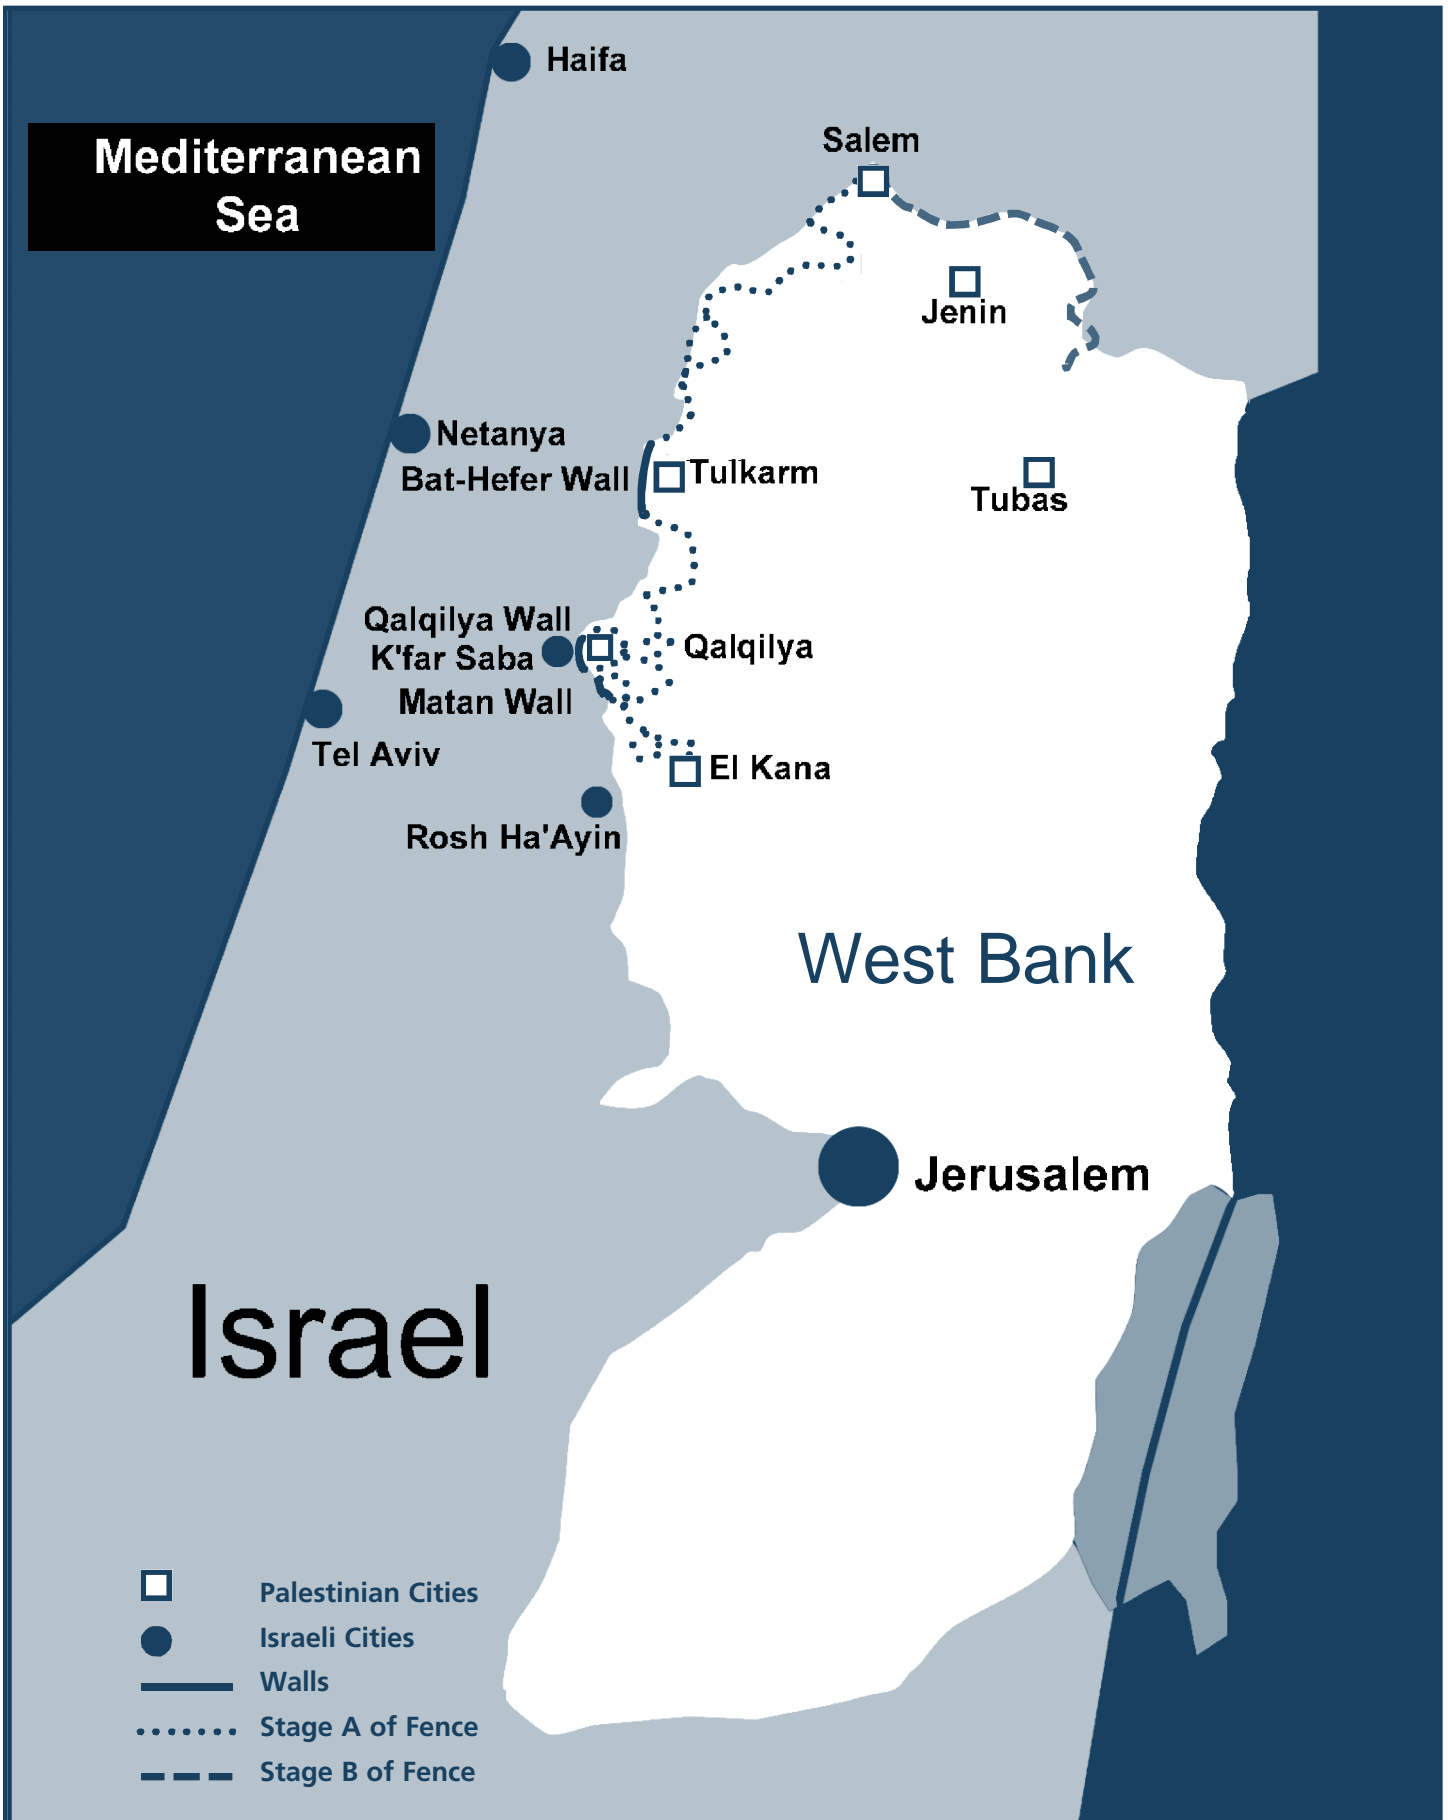 Haifa
Mediterranean
Sea
Salem
Jenin
Netanya
Bat-Hefer Wall
Tulkarm
Tubas
Qalqilya Wall
K'far Saba
Qalqilya
Matan Wall
Tel Aviv
El Kana
Rosh Ha'Ayin
West Bank
Jerusalem
Israel
Palestinian Cities
Israeli Cities
Walls
Stage A of Fence
Stage B of Fence